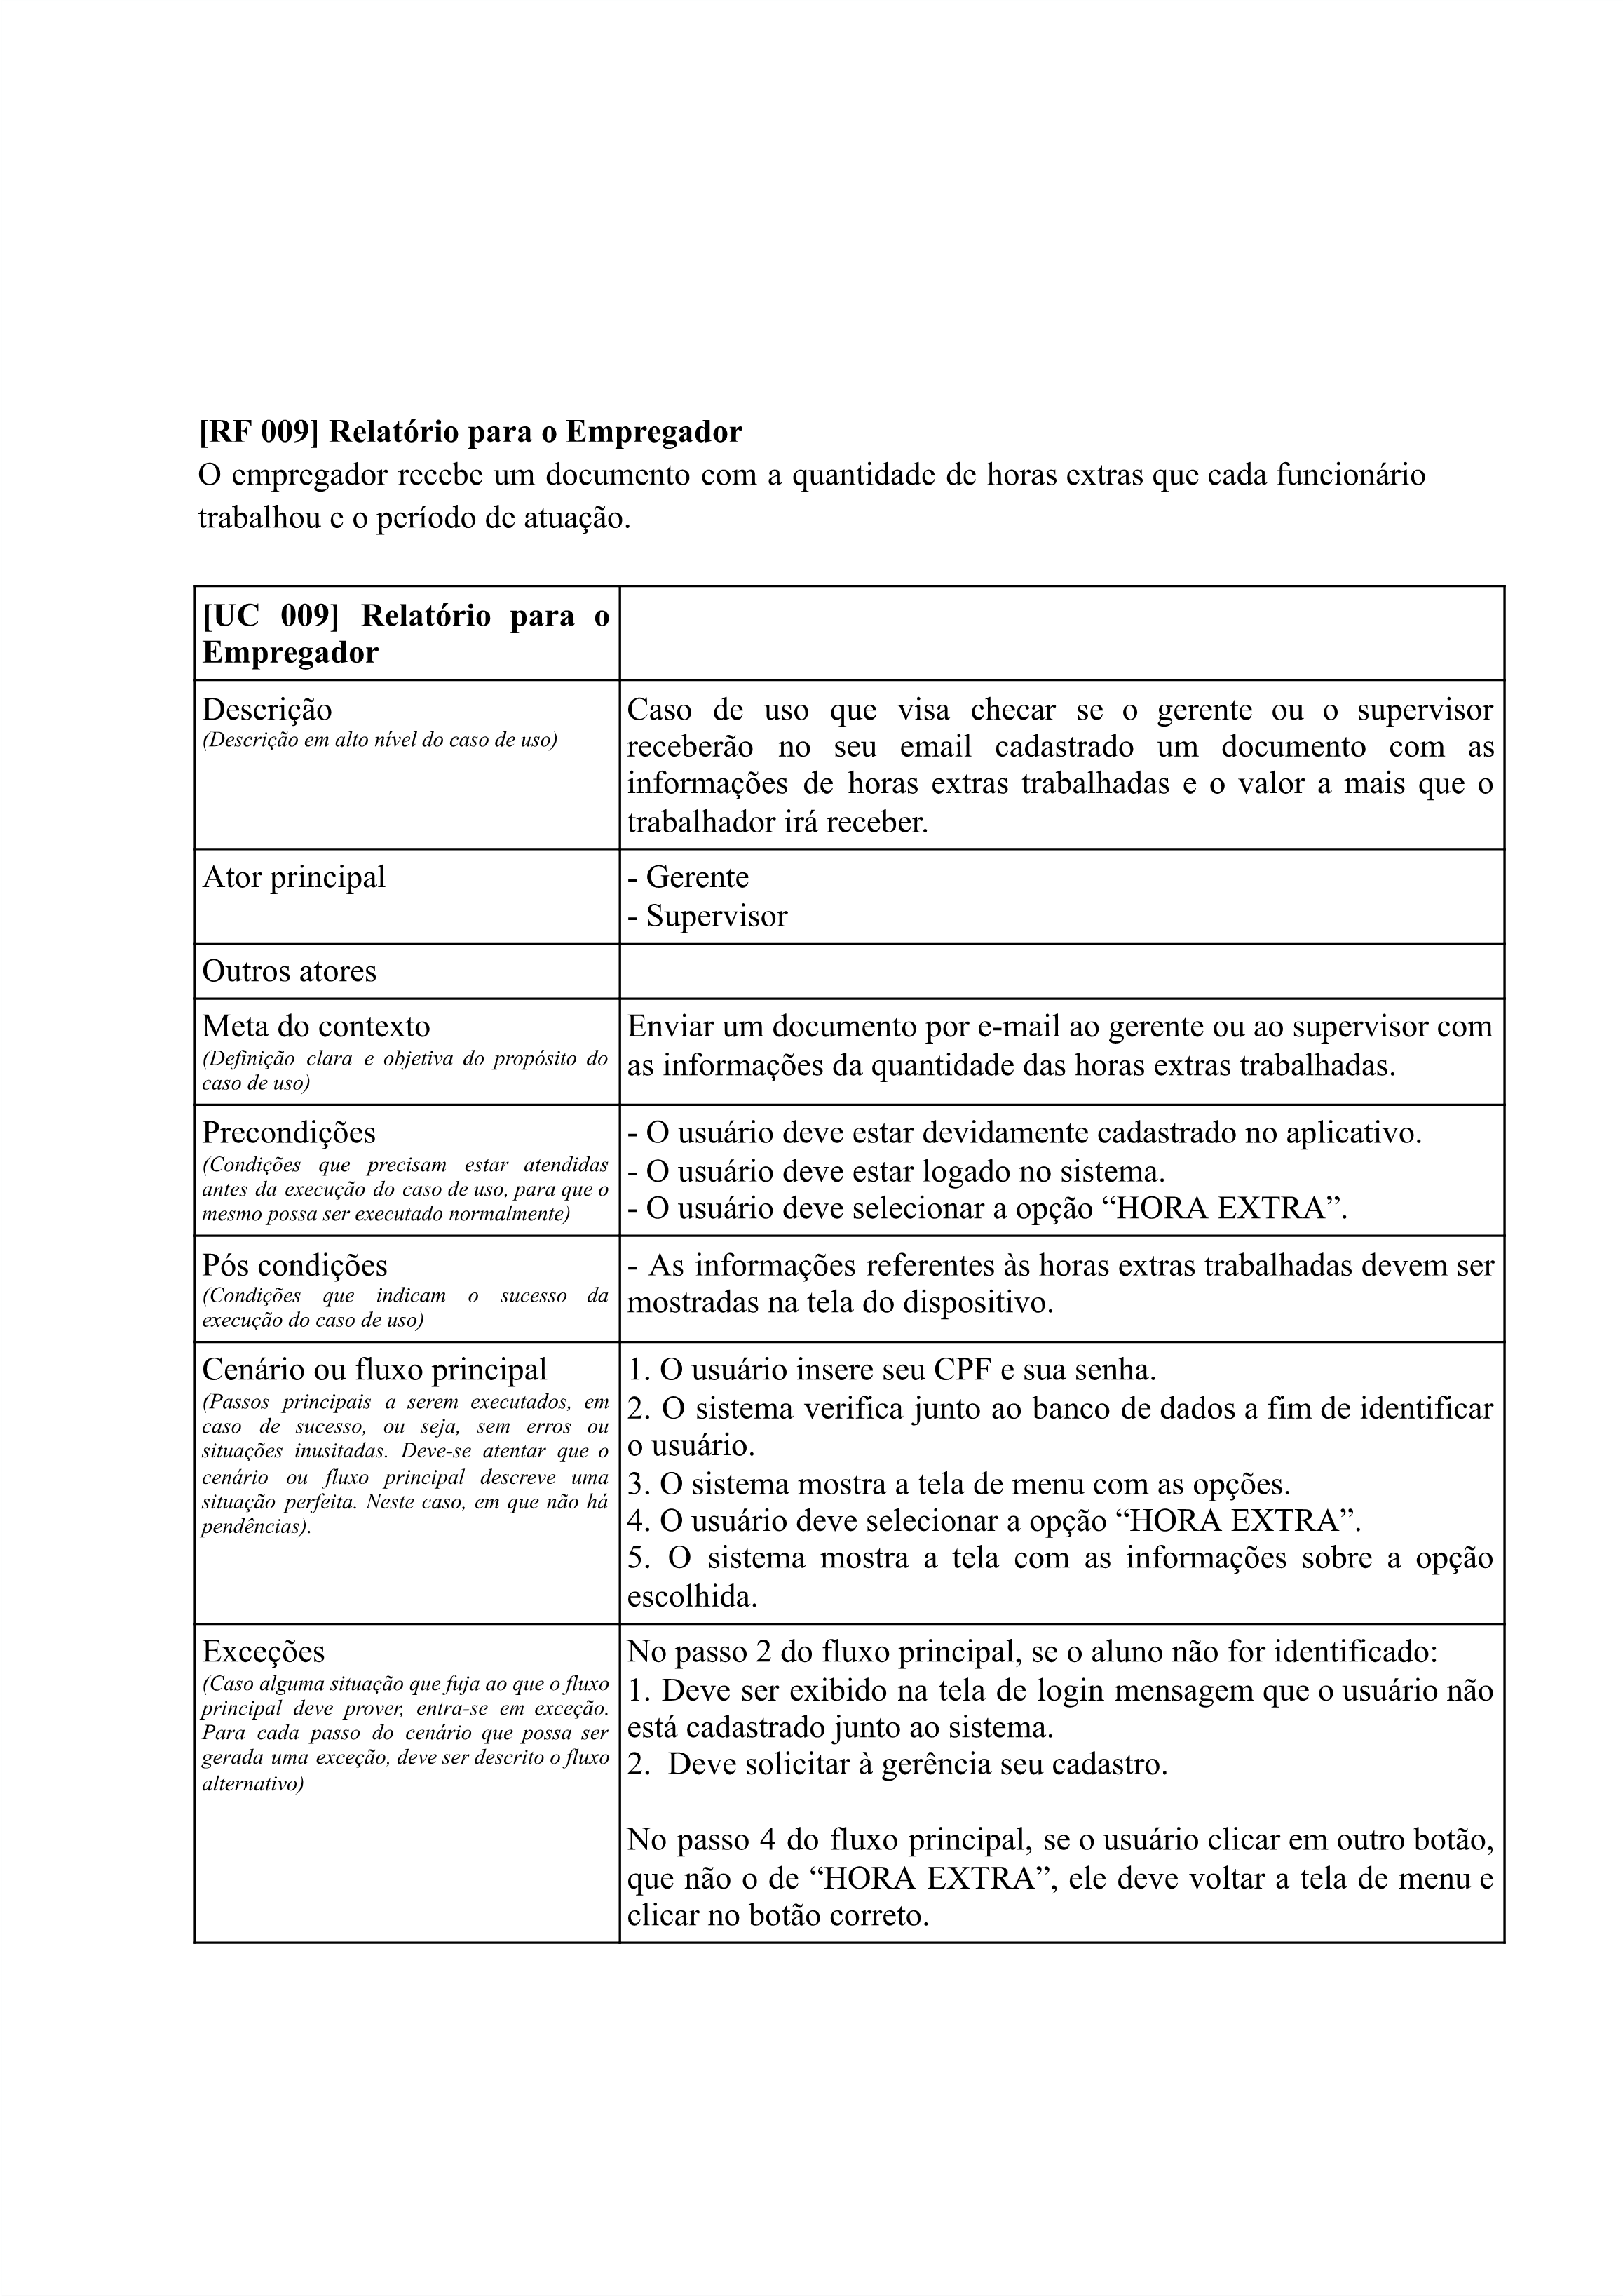 [RF 009] Relatório para o Empregador
O empregador recebe um documento com a quantidade de horas extras que cada funcionário
trabalhou e o período de atuação.
[UC 009] Relatório para o
Empregador
Descrição
(Descrição em alto nível do caso de uso)
Caso de uso que visa checar se o gerente ou o supervisor
receberão no seu email cadastrado um documento com as
informações de horas extras trabalhadas e o valor a mais que o
trabalhador irá receber.
Ator principal
- Gerente
- Supervisor
Outros atores
Meta do contexto
(Definição clara e objetiva do propósito do
caso de uso)
Enviar um documento por e-mail ao gerente ou ao supervisor com
as informações da quantidade das horas extras trabalhadas.
Precondições
(Condições que precisam estar atendidas
antes da execução do caso de uso, para que o
mesmo possa ser executado normalmente)
- O usuário deve estar devidamente cadastrado no aplicativo.
- O usuário deve estar logado no sistema.
- O usuário deve selecionar a opção “HORA EXTRA”.
Pós condições
(Condições que indicam o sucesso da
execução do caso de uso)
- As informações referentes às horas extras trabalhadas devem ser
mostradas na tela do dispositivo.
Cenário ou fluxo principal
(Passos principais a serem executados, em
caso de sucesso, ou seja, sem erros ou
situações inusitadas. Deve-se atentar que o
cenário ou fluxo principal descreve uma
situação perfeita. Neste caso, em que não há
pendências).
1. O usuário insere seu CPF e sua senha.
2. O sistema verifica junto ao banco de dados a fim de identificar
o usuário.
3. O sistema mostra a tela de menu com as opções.
4. O usuário deve selecionar a opção “HORA EXTRA”.
5. O sistema mostra a tela com as informações sobre a opção
escolhida.
Exceções
(Caso alguma situação que fuja ao que o fluxo
principal deve prover, entra-se em exceção.
Para cada passo do cenário que possa ser
gerada uma exceção, deve ser descrito o fluxo
alternativo)
No passo 2 do fluxo principal, se o aluno não for identificado:
1. Deve ser exibido na tela de login mensagem que o usuário não
está cadastrado junto ao sistema.
2. Deve solicitar à gerência seu cadastro.
No passo 4 do fluxo principal, se o usuário clicar em outro botão,
que não o de “HORA EXTRA”, ele deve voltar a tela de menu e
clicar no botão correto.